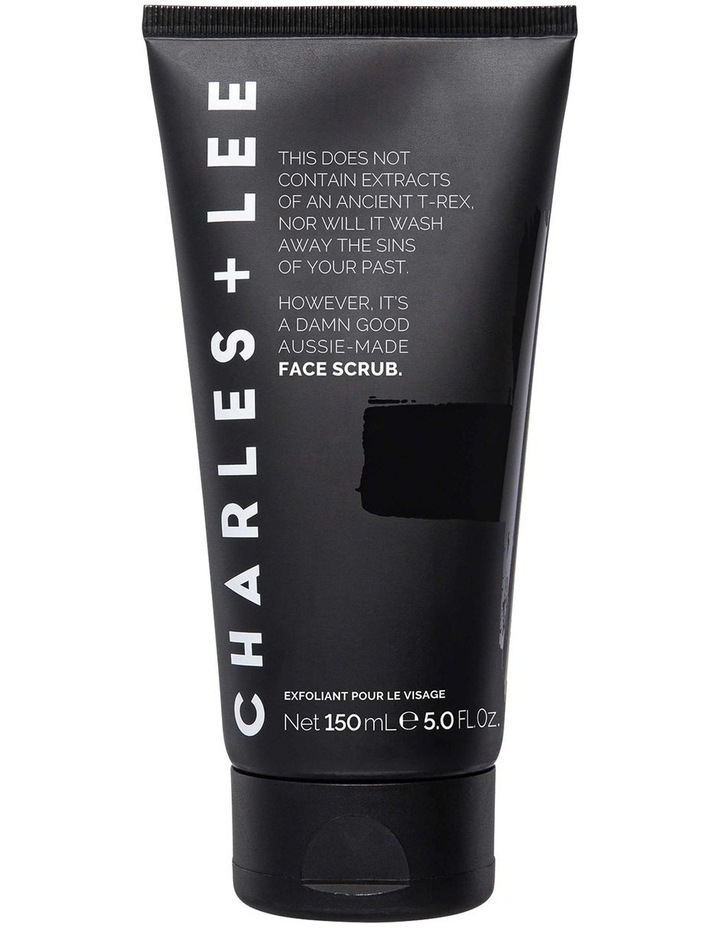 CHARLES + LEE
THIS DOES NOT
CONTAIN EXTRACTS
OF AN ANCIENT T-REX,
NOR WILL IT WASH
AWAY THE SINS
OF YOUR PAST.
HOWEVER, IT'S
A DAMN GOOD
AUSSIE-MADE
FACE SCRUB.
EXFOLIANT POUR LE VISAGE
Net 150mL ℮ 5.0 FL.Oz.